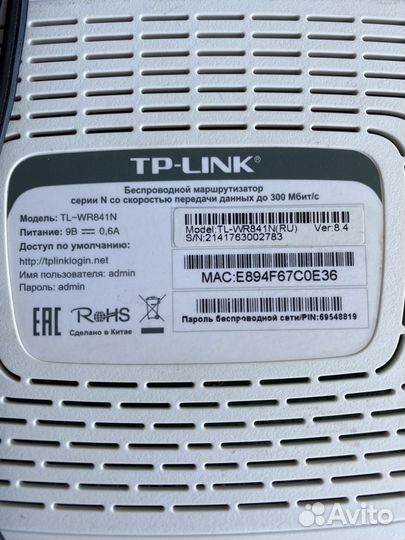 TP-LINK®
Беспроводной маршрутизатор
серии N со скоростью передачи данных до 300 Мбит/с
Модель: TL-WR841N
Питание: 9В ⎓ 0,6А
Доступ по умолчанию:
http://tplinklogin.net
Имя пользователя: admin
Пароль: admin
Model:TL-WR841N(RU) Ver:8.4
S/N:2141763002783
MAC:E894F67C0E36
Пароль беспроводной сети/PIN:69548819
EAC RoHS
Сделано в Китае
Avito